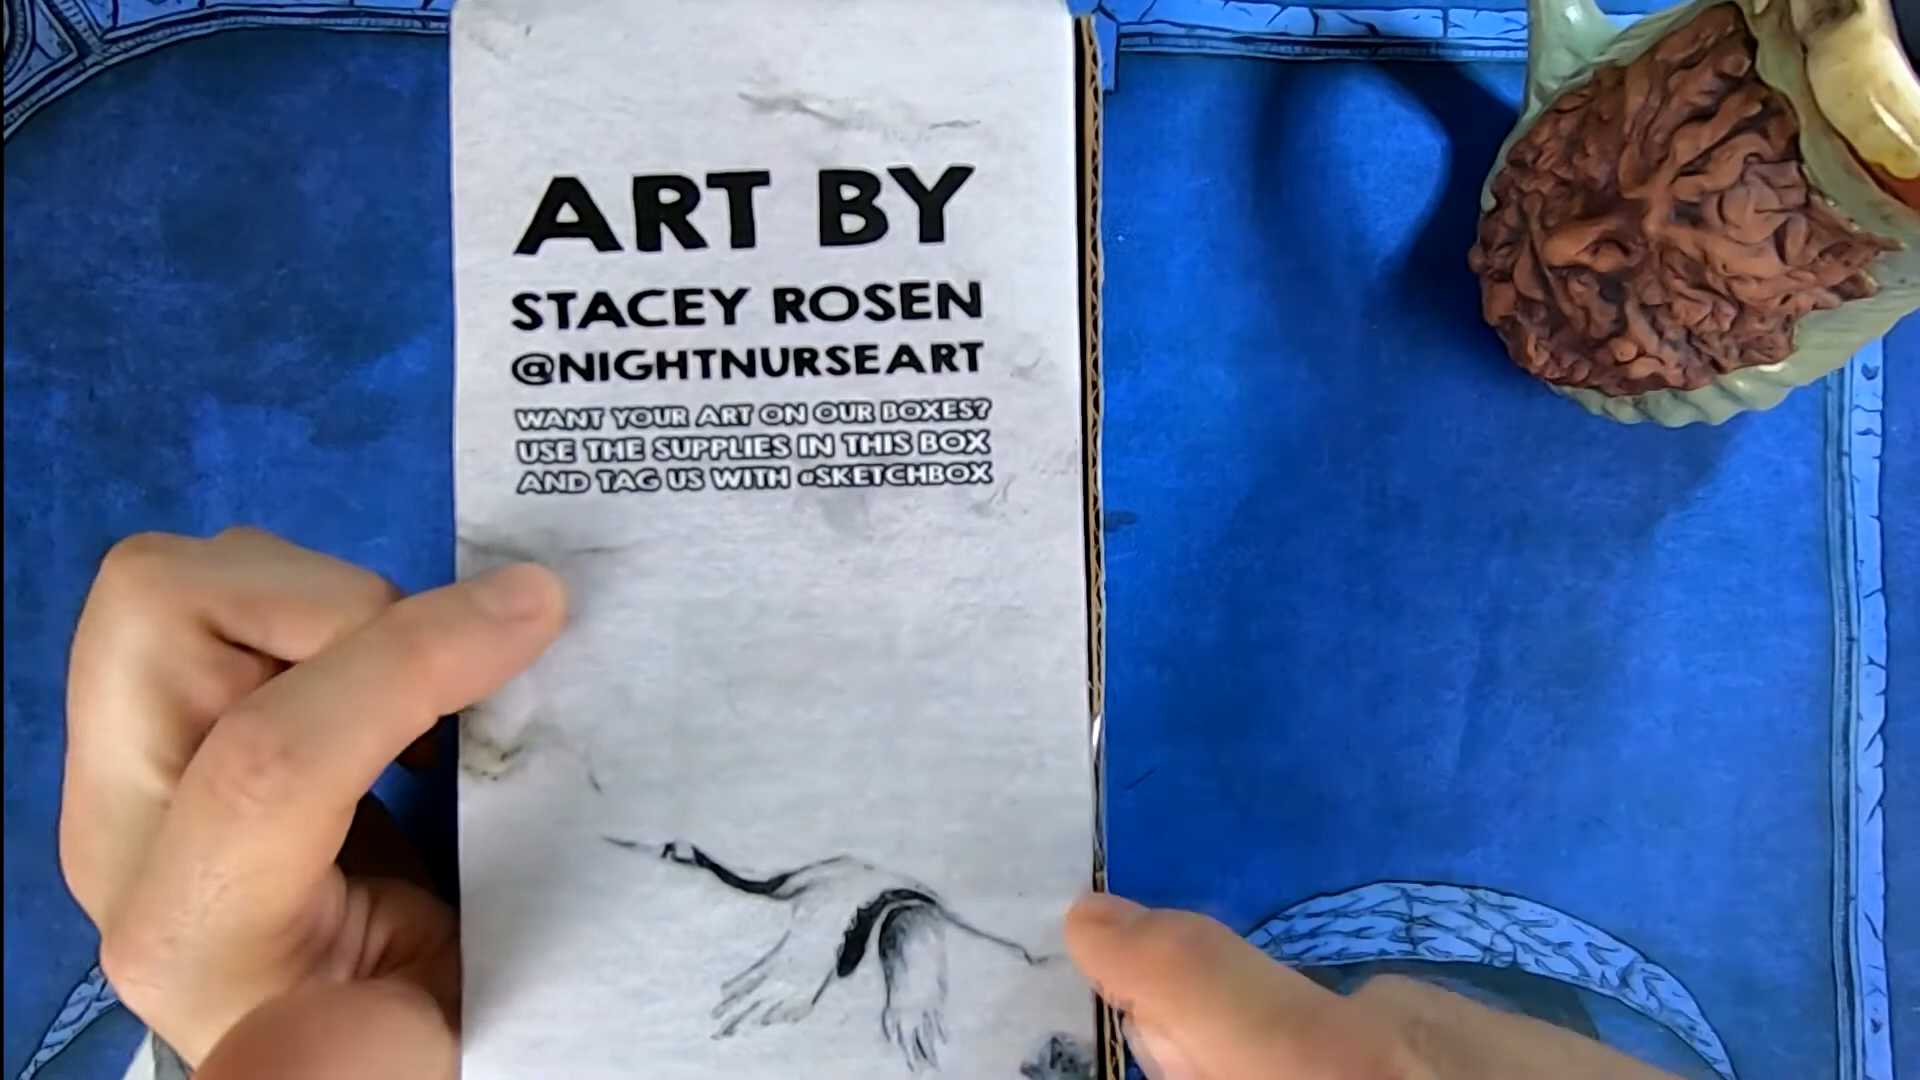 ART BY
STACEY ROSEN
@NIGHTNURSEART
WANT YOUR ART ON OUR BOXES?
USE THE SUPPLIES IN THIS BOX
AND TAG US WITH @SKETCHBOX